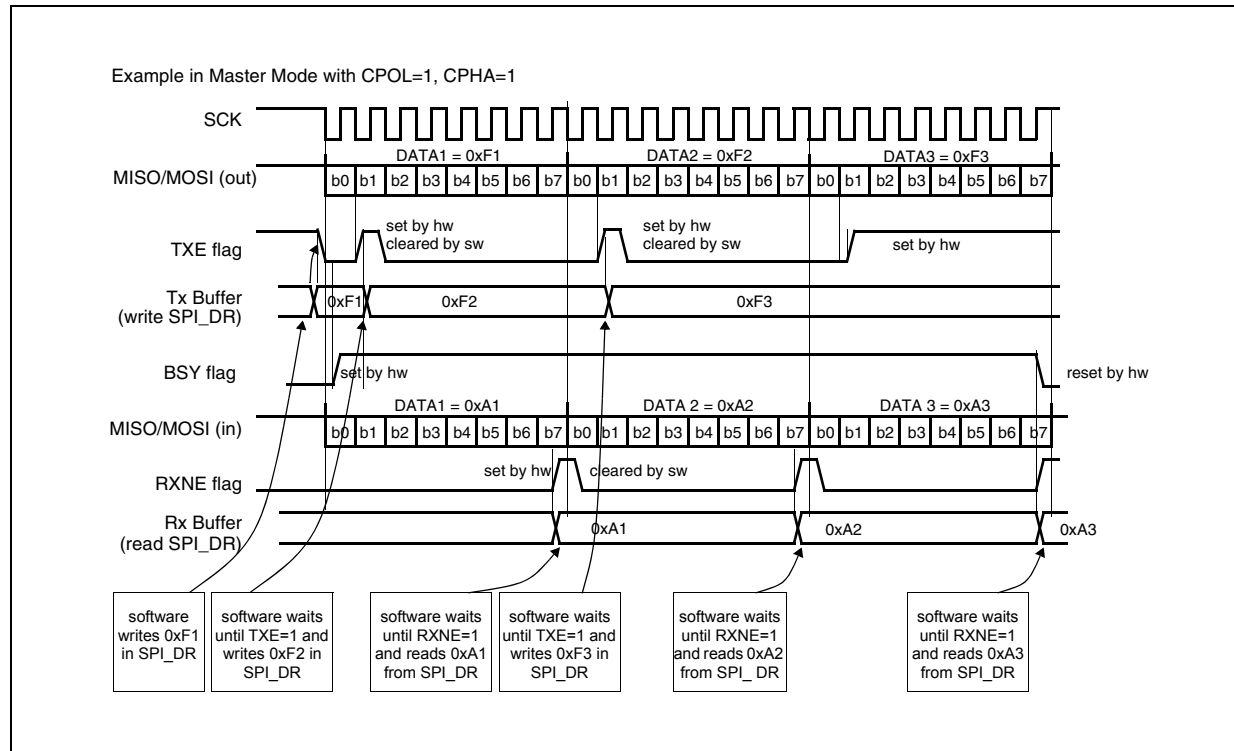 Example in Master Mode with CPOL=1, CPHA=1
SCK
DATA1 = 0xF1 DATA2 = 0xF2 DATA3 = 0xF3
MISO/MOSI (out) b0 b1 b2 b3 b4 b5 b6 b7 b0 b1 b2 b3 b4 b5 b6 b7 b0 b1 b2 b3 b4 b5 b6 b7
TXE flag
set by hw
cleared by sw
set by hw
cleared by sw
set by hw
Tx Buffer
(write SPI_DR)
0xF1 0xF2 0xF3
BSY flag set by hw reset by hw
DATA1 = 0xA1 DATA 2 = 0xA2 DATA 3 = 0xA3
MISO/MOSI (in) b0 b1 b2 b3 b4 b5 b6 b7 b0 b1 b2 b3 b4 b5 b6 b7 b0 b1 b2 b3 b4 b5 b6 b7
RXNE flag set by hw cleared by sw
Rx Buffer
(read SPI_DR)
0xA1 0xA2 0xA3
software
writes 0xF1
in SPI_DR
software waits
until TXE=1 and
writes 0xF2 in
SPI_DR
software waits
until RXNE=1
and reads 0xA1
from SPI_DR
software waits
until TXE=1 and
writes 0xF3 in
SPI_DR
software waits
until RXNE=1
and reads 0xA2
from SPI_ DR
software waits
until RXNE=1
and reads 0xA3
from SPI_DR